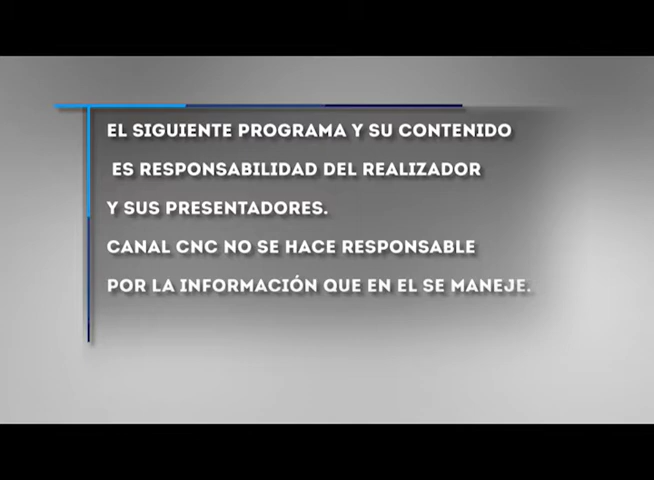 EL SIGUIENTE PROGRAMA Y SU CONTENIDO
ES RESPONSABILIDAD DEL REALIZADOR
Y SUS PRESENTADORES.
CANAL CNC NO SE HACE RESPONSABLE
POR LA INFORMACIÓN QUE EN EL SE MANEJE.